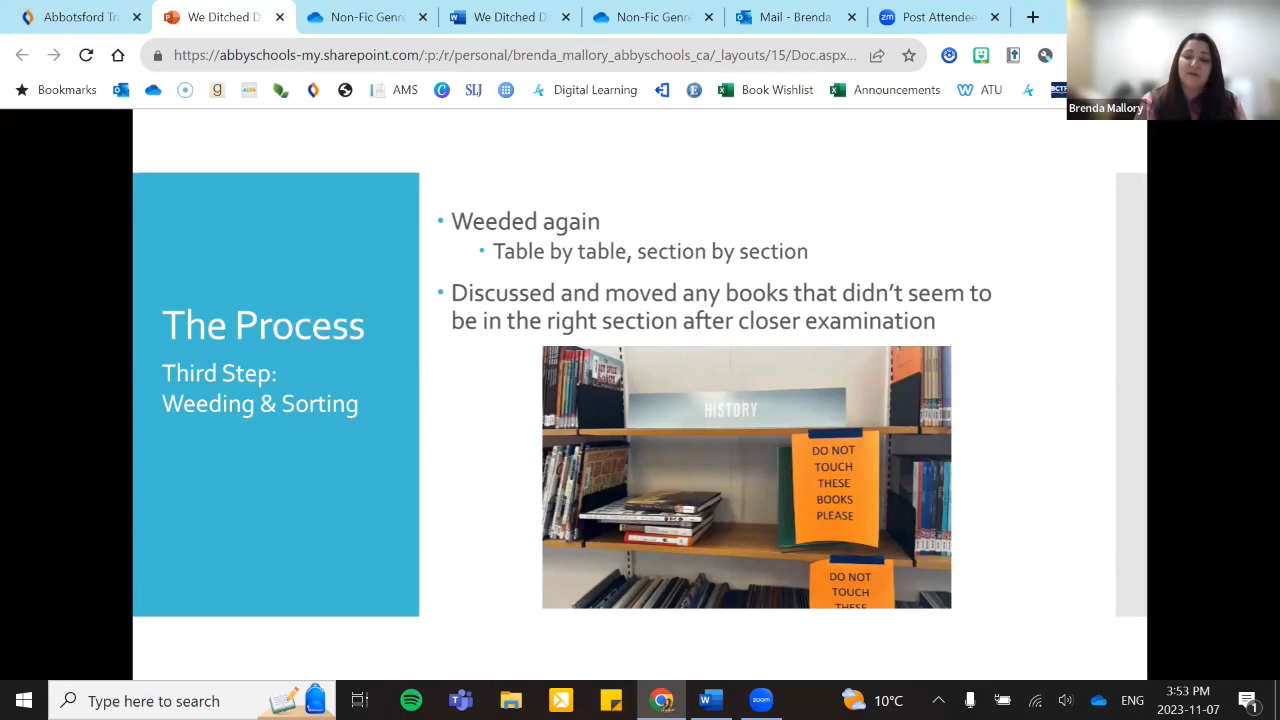 Abbotsford Tr
We Ditched D
Non-Fic Genr
We Ditched D
Non-Fic Genr
Mail - Brenda
Post Attendee
https://abbyschools-my.sharepoint.com/:p:/r/personal/brenda_mallory_abbyschools_ca/_layouts/15/Doc.aspx...
Bookmarks
AMS
SLJ
Digital Learning
Book Wishlist
Announcements
ATU
BCTF
Brenda Mallory
The Process
Third Step:
Weeding & Sorting
• Weeded again
• Table by table, section by section
• Discussed and moved any books that didn't seem to
be in the right section after closer examination
HISTORY
DO NOT
TOUCH
THESE
BOOKS
PLEASE
DO NOT
TOUCH
THESE
Type here to search
10°C
ENG
3:53 PM
2023-11-07
1